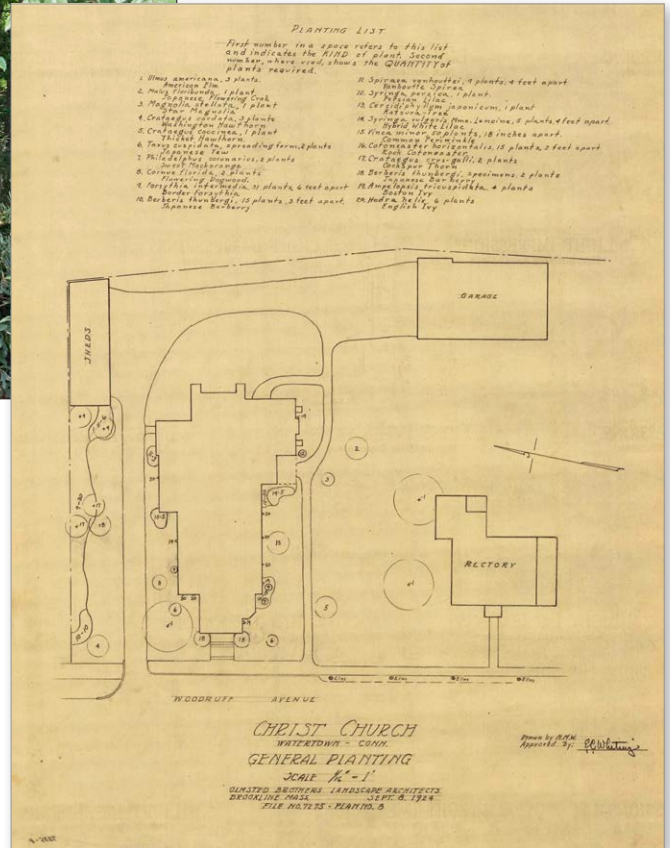 PLANTING LIST
First number in a space refers to this list
and indicates the KIND of plant. Second
number, where used, shows the QUANTITY of
plants required.
1. Ulmus americana, 3 plants.
American Elm
2. Malus floribunda, 1 plant.
Japanese Flowering Crab
3. Magnolia stellata, 1 plant
Star Magnolia
4. Crataegus cordata, 3 plants
Washington Hawthorn
5. Crataegus coccinea, 1 plant
Thicket Hawthorn.
6. Taxus cuspidata, spreading form, 2 plants
Japanese Yew
7. Philadelphus coronarius, 2 plants
Sweet Mockorange
8. Cornus florida, 2 plants
Flowering Dogwood.
9. Forsythia intermedia 31 plants, 6 feet apart
Border Forsythia
10. Berberis thunbergi, 15 plants, 3 feet apart.
Japanese Barberry
11. Spiraea vanhouttei, 9 plants, 4 feet apart
Vanhoutte Spirea
12. Syringa persica, 1 plant.
Persian Lilac
13. Cercidiphyllum japonicum, 1 plant
Katsura-tree
14. Syringa vulgaris, Mme. Lemoine, 5 plants, 4 feet apart.
Hybrid White Lilac
15. Vinca minor 50 plants, 18 inches apart.
Common Periwinkle
16. Cotoneaster horizontalis, 15 plants, 2 feet apart
Rock Cotoneaster
17. Crataegus crus-galli, 2 plants
Cockspur Thorn
18. Berberis thunbergi, specimens, 2 plants
Japanese Barberry
19. Ampelopsis tricuspidata, 4 plants
Boston Ivy
20. Hedra helix, 6 plants
English Ivy
SHEDS
GARAGE
RECTORY
WOODRUFF AVENUE
CHRIST CHURCH
WATERTOWN - CONN.
GENERAL PLANTING
SCALE 1/16" = 1'
OLMSTED BROTHERS LANDSCAPE ARCHITECTS
BROOKLINE MASS. SEPT. 8, 1924
FILE NO. 7275 - PLAN NO. 8
Drawn by
Approved by: E.C. Whiting